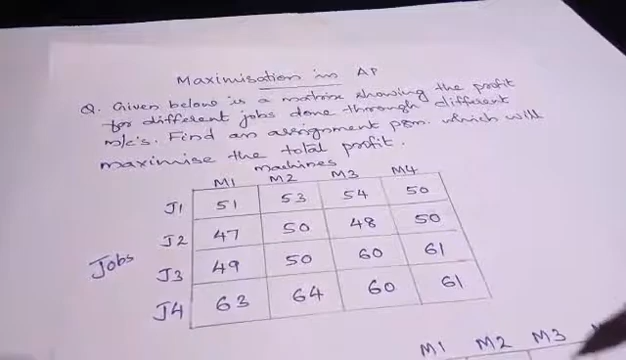 Maximisation in AP
Q. Given below is a matrix showing the profit
for different jobs done through different
m/c's. Find an assignment pbm. which will
maximise the total profit.
machines
M1 M2 M3 M4
J1 51 53 54 50
J2 47 50 48 50
Jobs
J3 49 50 60 61
J4 63 64 60 61
M1 M2 M3